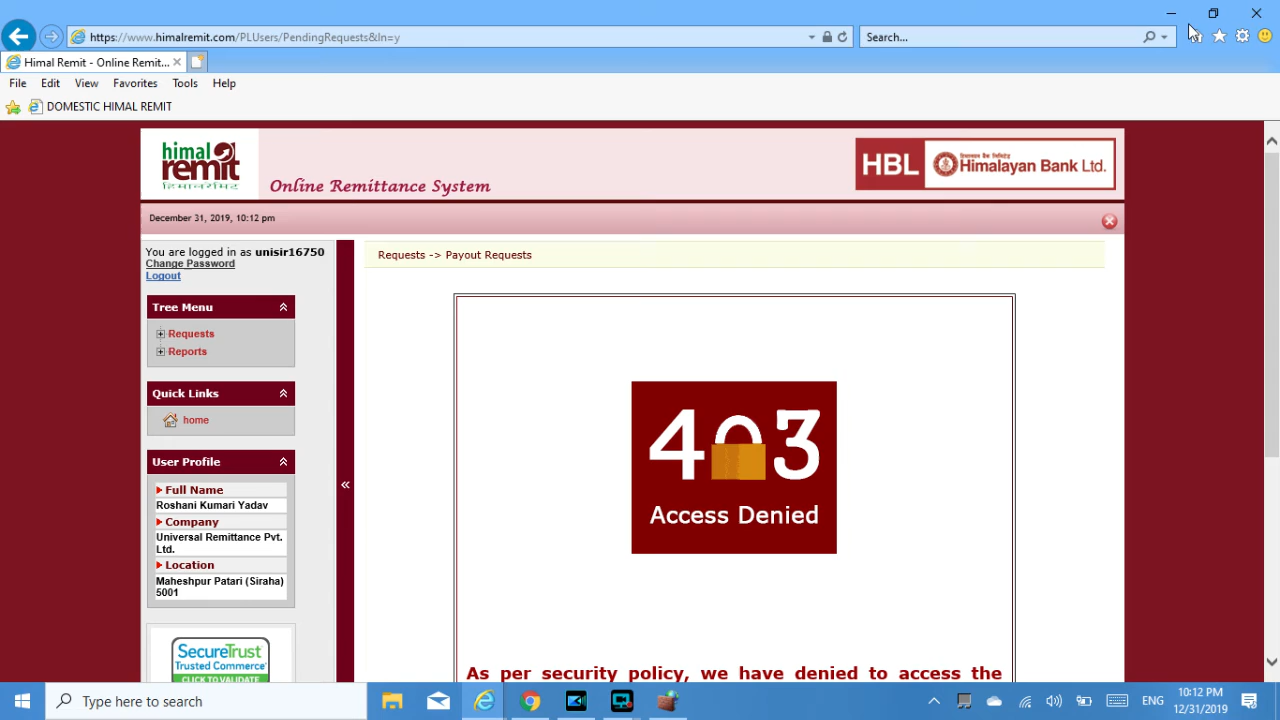 https://www.himalremit.com/PLUsers/PendingRequests&In=y
Search...
Himal Remit - Online Remit...
File Edit View Favorites Tools Help
DOMESTIC HIMAL REMIT
himal
remit
हिमालरेमिट
Online Remittance System
HBL
Himalayan Bank Ltd.
December 31, 2019, 10:12 pm
You are logged in as unisir16750
Change Password
Logout
Requests -> Payout Requests
Tree Menu
Requests
Reports
Quick Links
home
User Profile
Full Name
Roshani Kumari Yadav
Company
Universal Remittance Pvt.
Ltd.
Location
Maheshpur Patari (Siraha)
5001
SecureTrust
Trusted Commerce™
CLICK TO VALIDATE
403
Access Denied
As per security policy, we have denied to access the
Type here to search
ENG
10:12 PM
12/31/2019